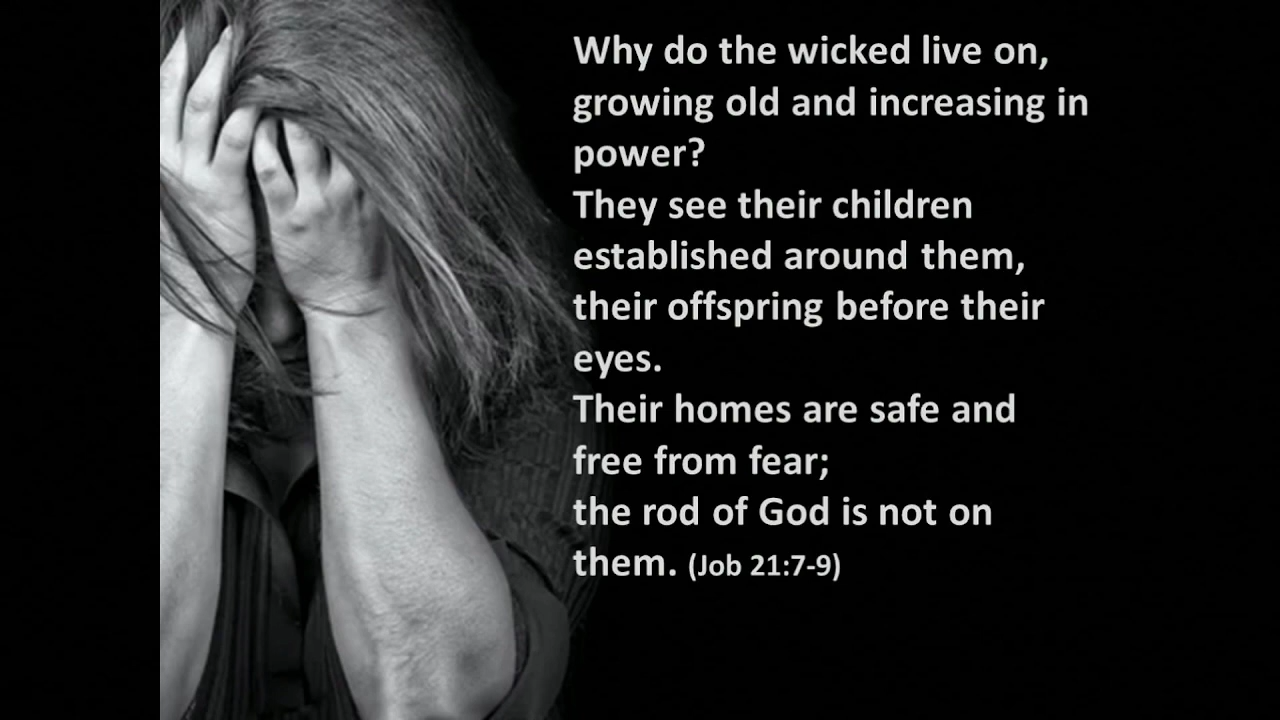 Why do the wicked live on,
growing old and increasing in
power?
They see their children
established around them,
their offspring before their
eyes.
Their homes are safe and
free from fear;
the rod of God is not on
them. (Job 21:7-9)